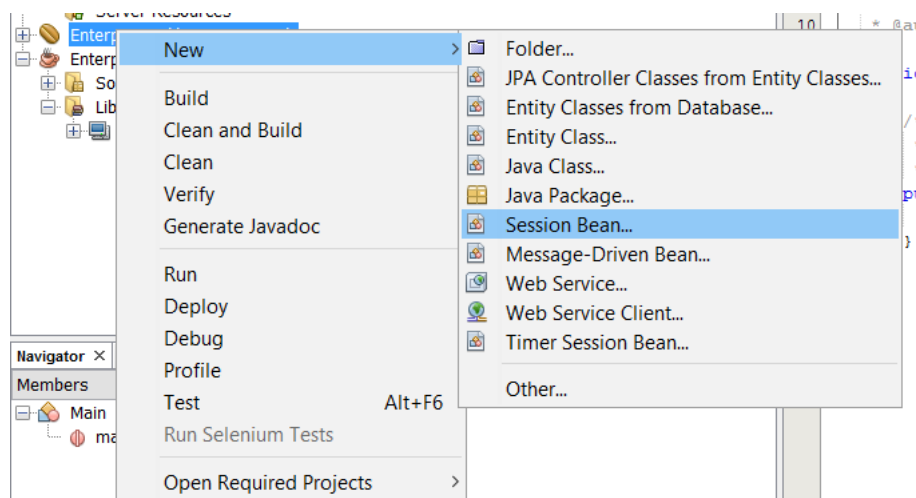 Server Resources
Enterp
Enterp
So
Lib
New
Build
Clean and Build
Clean
Verify
Generate Javadoc
Run
Deploy
Debug
Profile
Test Alt+F6
Run Selenium Tests
Open Required Projects
Folder...
JPA Controller Classes from Entity Classes...
Entity Classes from Database...
Entity Class...
Java Class...
Java Package...
Session Bean...
Message-Driven Bean...
Web Service...
Web Service Client...
Timer Session Bean...
Other...
10 * @au
/*
pu
}
Navigator ×
Members
Main
ma